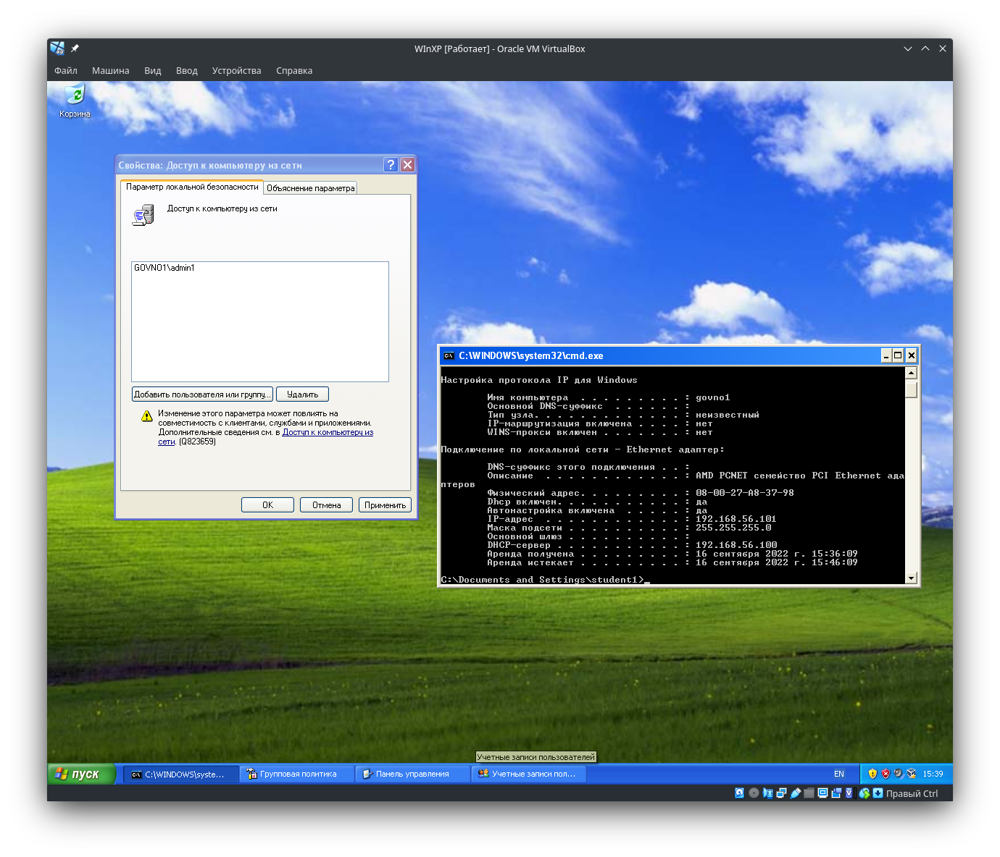 WInXP [Работает] - Oracle VM VirtualBox
Файл Машина Вид Ввод Устройства Справка
Корзина
Свойства: Доступ к компьютеру из сети
Параметр локальной безопасности Объяснение параметра
Доступ к компьютеру из сети
GOVNO1\admin1
Добавить пользователя или группу... Удалить
Изменение этого параметра может повлиять на
совместимость с клиентами, службами и приложениями.
Дополнительные сведения см. в Доступ к компьютеру из
сети. (Q823659)
OK Отмена Применить
C:\WINDOWS\system32\cmd.exe
Настройка протокола IP для Windows
Имя компьютера . . . . . . . . . : govno1
Основной DNS-суффикс . . . . . . :
Тип узла. . . . . . . . . . . . . : неизвестный
IP-маршрутизация включена . . . . : нет
WINS-прокси включен . . . . . . . : нет
Подключение по локальной сети - Ethernet адаптер:
DNS-суффикс этого подключения . . :
Описание . . . . . . . . . . . . : AMD PCNET семейство PCI Ethernet ада
птеров
Физический адрес. . . . . . . . . : 08-00-27-A8-37-98
Dhcp включен. . . . . . . . . . . : да
Автонастройка включена . . . . . : да
IP-адрес . . . . . . . . . . . . : 192.168.56.101
Маска подсети . . . . . . . . . . : 255.255.255.0
Основной шлюз . . . . . . . . . . :
DHCP-сервер . . . . . . . . . . . : 192.168.56.100
Аренда получена . . . . . . . . . : 16 сентября 2022 г. 15:36:09
Аренда истекает . . . . . . . . . : 16 сентября 2022 г. 15:46:09
C:\Documents and Settings\student1>_
Учетные записи пользователей
пуск C:\WINDOWS\syste... Групповая политика Панель управления Учетные записи пол... EN 15:39
Правый Ctrl